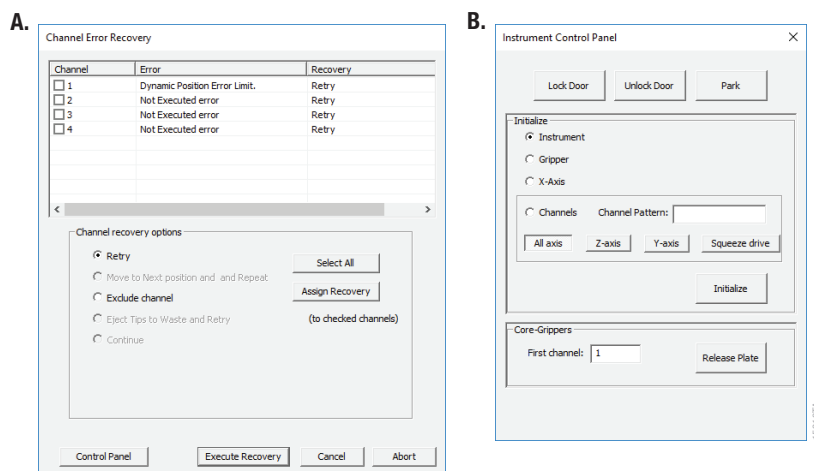 A.
Channel Error Recovery
Channel Error Recovery
1 Dynamic Position Error Limit. Retry
2 Not Executed error Retry
3 Not Executed error Retry
4 Not Executed error Retry
Channel recovery options
Retry
Move to Next position and and Repeat
Exclude channel
Eject Tips to Waste and Retry
Continue
Select All
Assign Recovery
(to checked channels)
Control Panel Execute Recovery Cancel Abort
B.
Instrument Control Panel
Lock Door Unlock Door Park
Initialize
Instrument
Gripper
X-Axis
Channels Channel Pattern:
All axis Z-axis Y-axis Squeeze drive
Initialize
Core-Grippers
First channel: 1 Release Plate